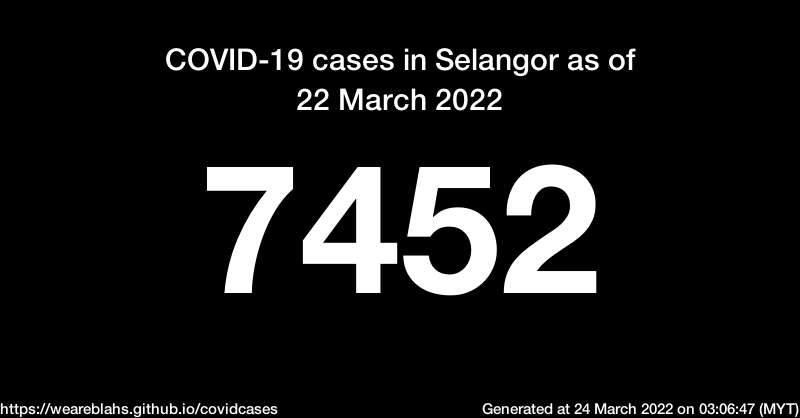 COVID-19 cases in Selangor as of
22 March 2022
7452
https://weareblahs.github.io/covidcases
Generated at 24 March 2022 on 03:06:47 (MYT)